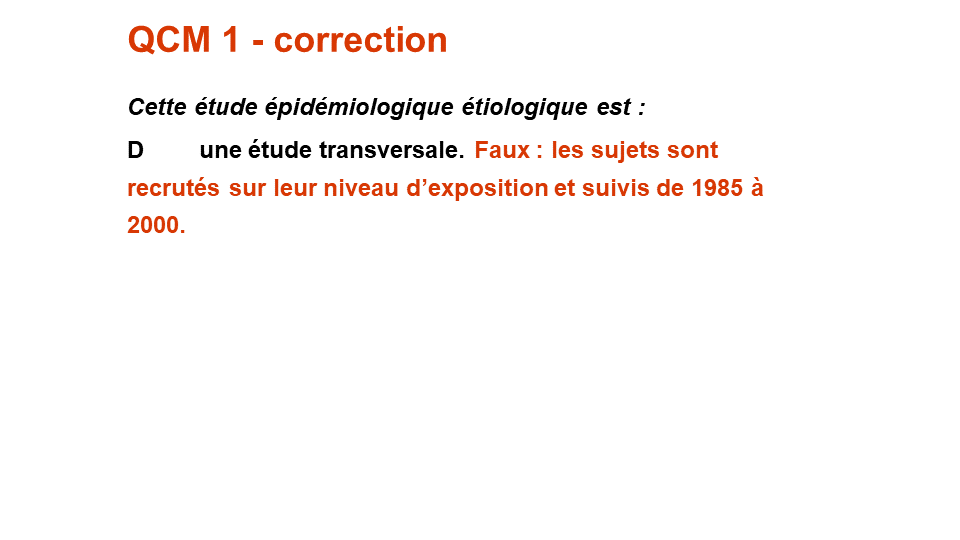 QCM 1 - correction
Cette étude épidémiologique étiologique est :
D une étude transversale. Faux : les sujets sont
recrutés sur leur niveau d’exposition et suivis de 1985 à
2000.